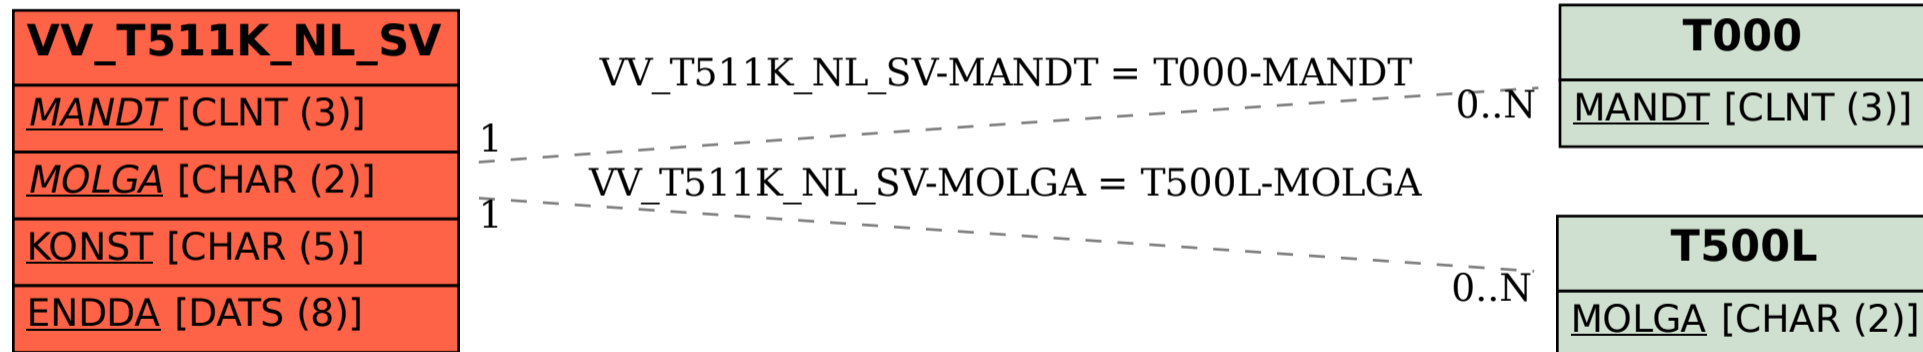 VV_T511K_NL_SV
MANDT [CLNT (3)]
MOLGA [CHAR (2)]
KONST [CHAR (5)]
ENDDA [DATS (8)]
VV_T511K_NL_SV-MANDT = T000-MANDT
1
0..N
VV_T511K_NL_SV-MOLGA = T500L-MOLGA
1
0..N
T000
MANDT [CLNT (3)]
T500L
MOLGA [CHAR (2)]